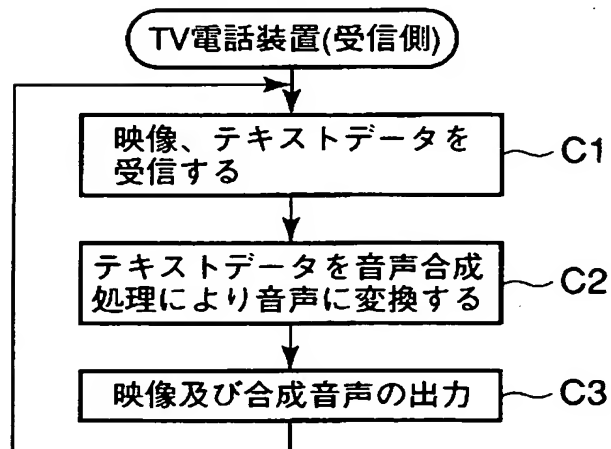 TV電話装置(受信側)
映像、テキストデータを
受信する
C1
テキストデータを音声合成
処理により音声に変換する
C2
映像及び合成音声の出力
C3